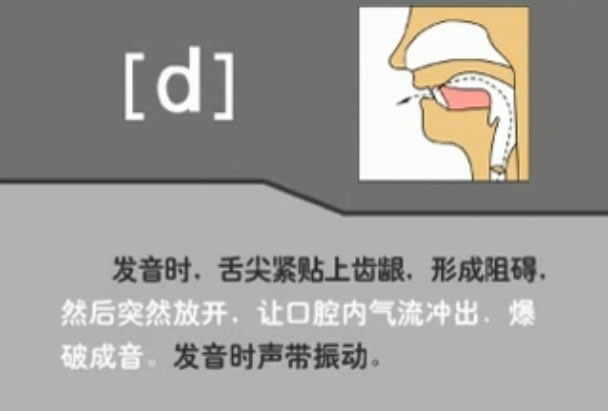 [d]
发音时，舌尖紧贴上齿龈，形成阻碍，
然后突然放开，让口腔内气流冲出，爆
破成音。发音时声带振动。